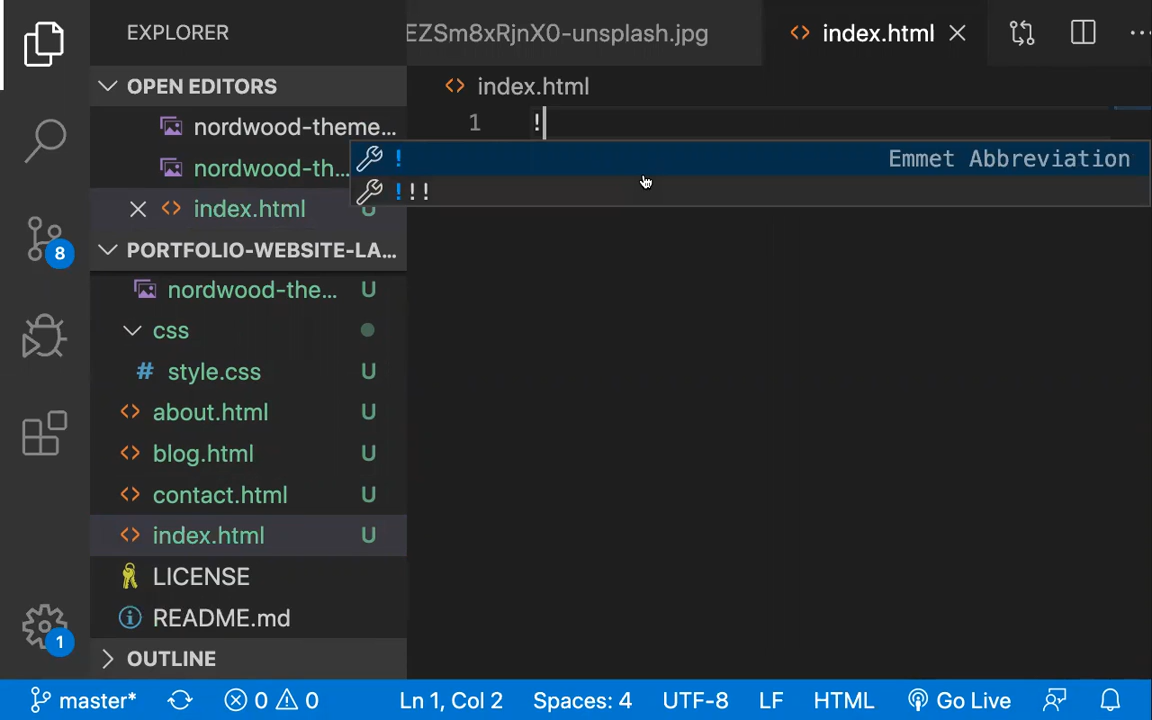 EXPLORER
EZSm8xRjnX0-unsplash.jpg
index.html
OPEN EDITORS
index.html
nordwood-theme...
1 !
nordwood-th...
! Emmet Abbreviation
!!!
index.html U
PORTFOLIO-WEBSITE-LA...
nordwood-the... U
css
# style.css U
about.html U
blog.html U
contact.html U
index.html U
LICENSE
README.md
OUTLINE
8
1
master* 0 0 Ln 1, Col 2 Spaces: 4 UTF-8 LF HTML Go Live